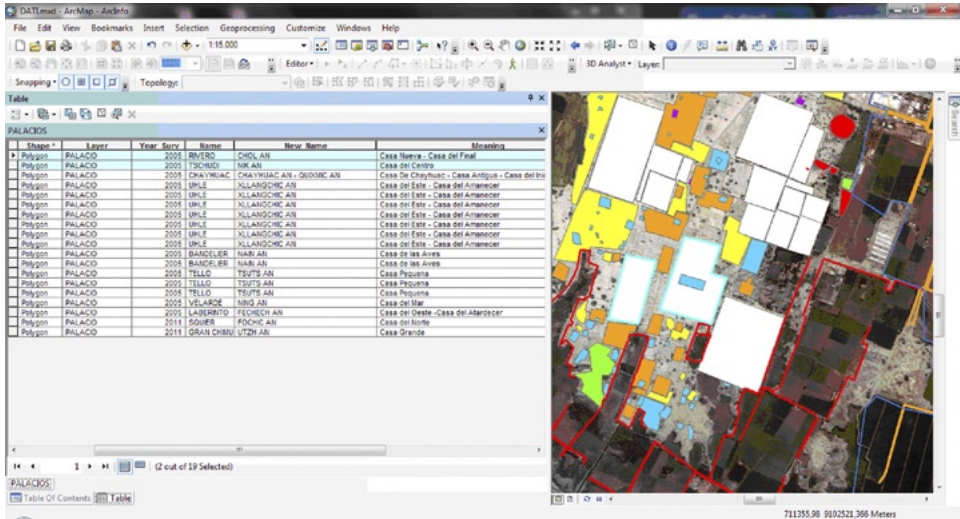 DATI.mxd - ArcMap - ArcInfo
File Edit View Bookmarks Insert Selection Geoprocessing Customize Windows Help
1:15.000
Editor 3D Analyst Layer:
Snapping Topology:
Table
PALACIOS
Shape * Layer Year_Surv Name New_Name Meaning
Polygon PALACIO 2005 RIVERO CHOL AN Casa Nueva - Casa del Final
Polygon PALACIO 2005 TSCHUDI NIK AN Casa del Centro
Polygon PALACIO 2005 CHAYHUAC CHAYHUAC AN - QUIXMIC AN Casa De Chayhuac - Casa Antigua - Casa del Ini
Polygon PALACIO 2005 UHLE XLLANGCHIC AN Casa del Este - Casa del Amanecer
Polygon PALACIO 2005 UHLE XLLANGCHIC AN Casa del Este - Casa del Amanecer
Polygon PALACIO 2005 UHLE XLLANGCHIC AN Casa del Este - Casa del Amanecer
Polygon PALACIO 2005 UHLE XLLANGCHIC AN Casa del Este - Casa del Amanecer
Polygon PALACIO 2005 UHLE XLLANGCHIC AN Casa del Este - Casa del Amanecer
Polygon PALACIO 2005 UHLE XLLANGCHIC AN Casa del Este - Casa del Amanecer
Polygon PALACIO 2005 UHLE XLLANGCHIC AN Casa del Este - Casa del Amanecer
Polygon PALACIO 2005 BANDELIER NAIN AN Casa de las Aves
Polygon PALACIO 2005 BANDELIER NAIN AN Casa de las Aves
Polygon PALACIO 2005 TELLO TSUTS AN Casa Pequena
Polygon PALACIO 2005 TELLO TSUTS AN Casa Pequena
Polygon PALACIO 2005 TELLO TSUTS AN Casa Pequena
Polygon PALACIO 2005 VELARDE NING AN Casa del Mar
Polygon PALACIO 2005 LABERINTO FECHECH AN Casa del Oeste -Casa del Atardecer
Polygon PALACIO 2011 SQUIER FOCHIC AN Casa del Norte
Polygon PALACIO 2011 GRAN CHIMU UTZH AN Casa Grande
1 (2 out of 19 Selected)
PALACIOS
Table Of Contents Table
Search
711355,98 9102521,366 Meters